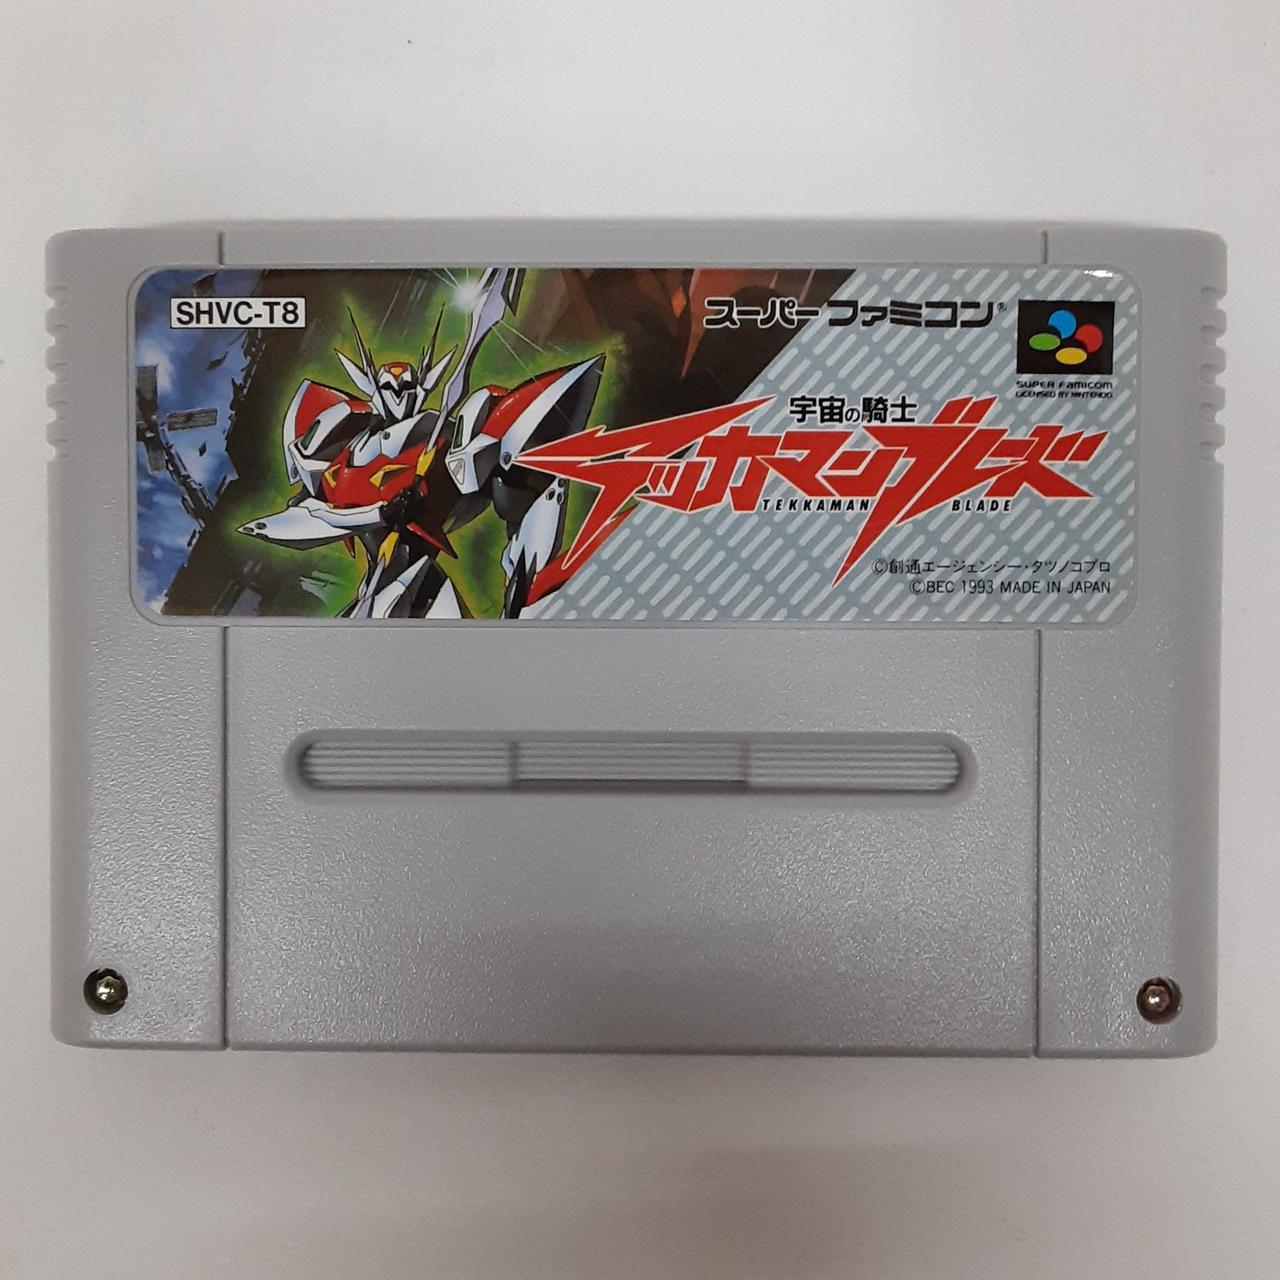 SHVC-T8
スーパーファミコン®
SUPER FAMICOM
LICENSED BY NINTENDO
宇宙の騎士
テッカマンブレード
TEKKAMAN BLADE
©創通エージェンシー・タツノコプロ
©BEC 1993 MADE IN JAPAN